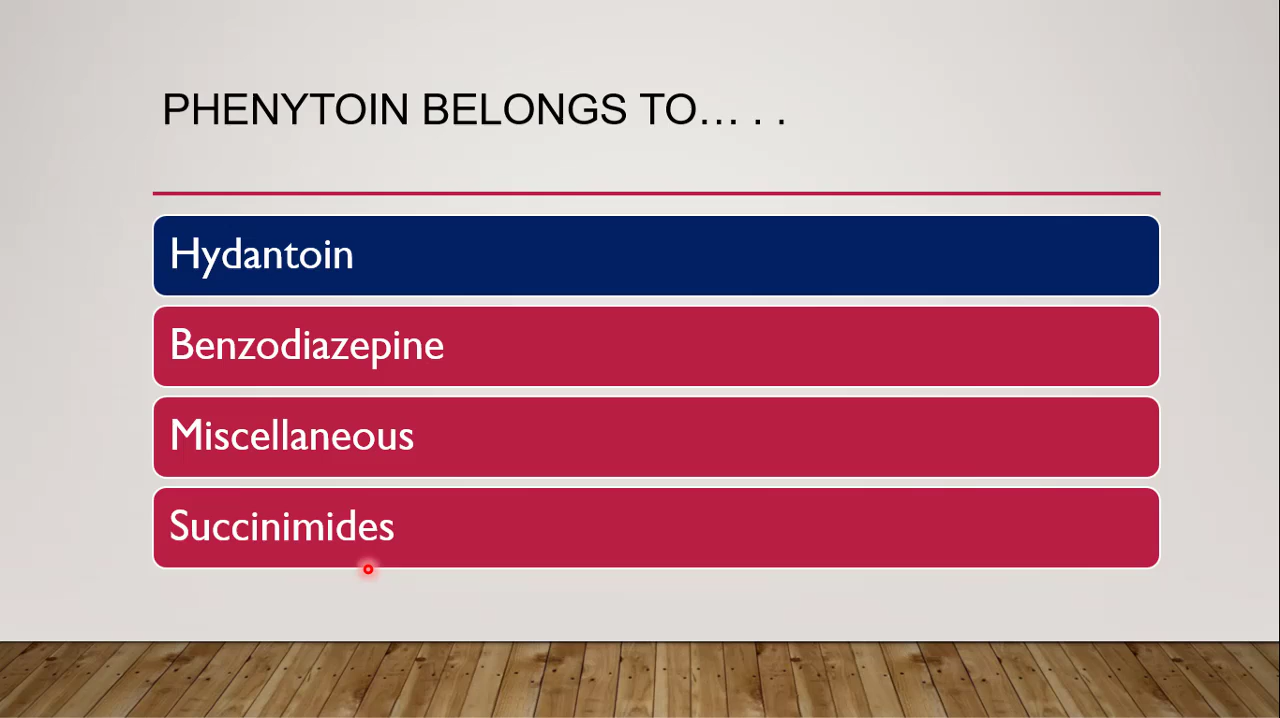 PHENYTOIN BELONGS TO... . .
Hydantoin
Benzodiazepine
Miscellaneous
Succinimides